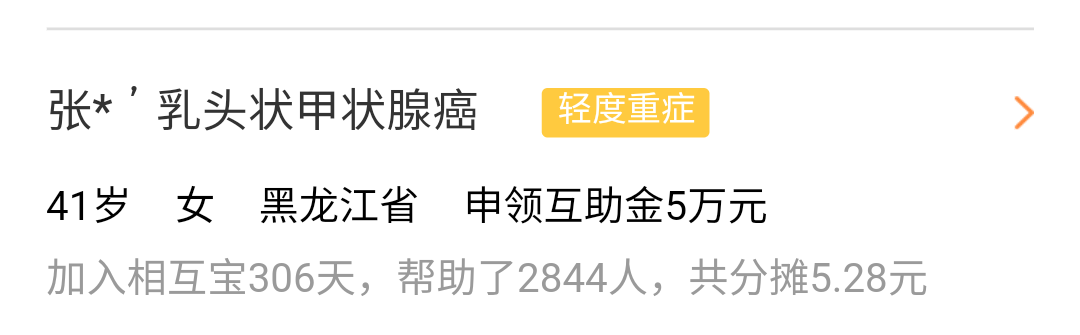 张* ’ 乳头状甲状腺癌 轻度重症
41岁 女 黑龙江省 申领互助金5万元
加入相互宝306天，帮助了2844人，共分摊5.28元